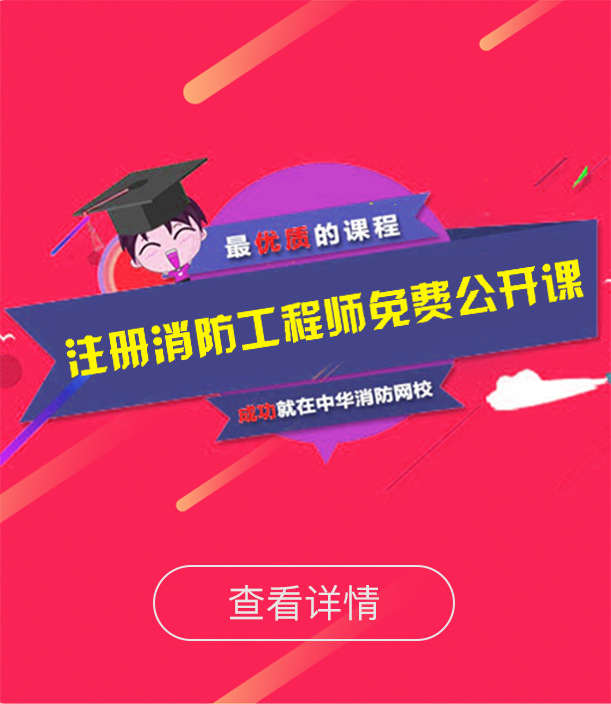 最优质的课程
注册消防工程师免费公开课
成功就在中华消防网校
查看详情